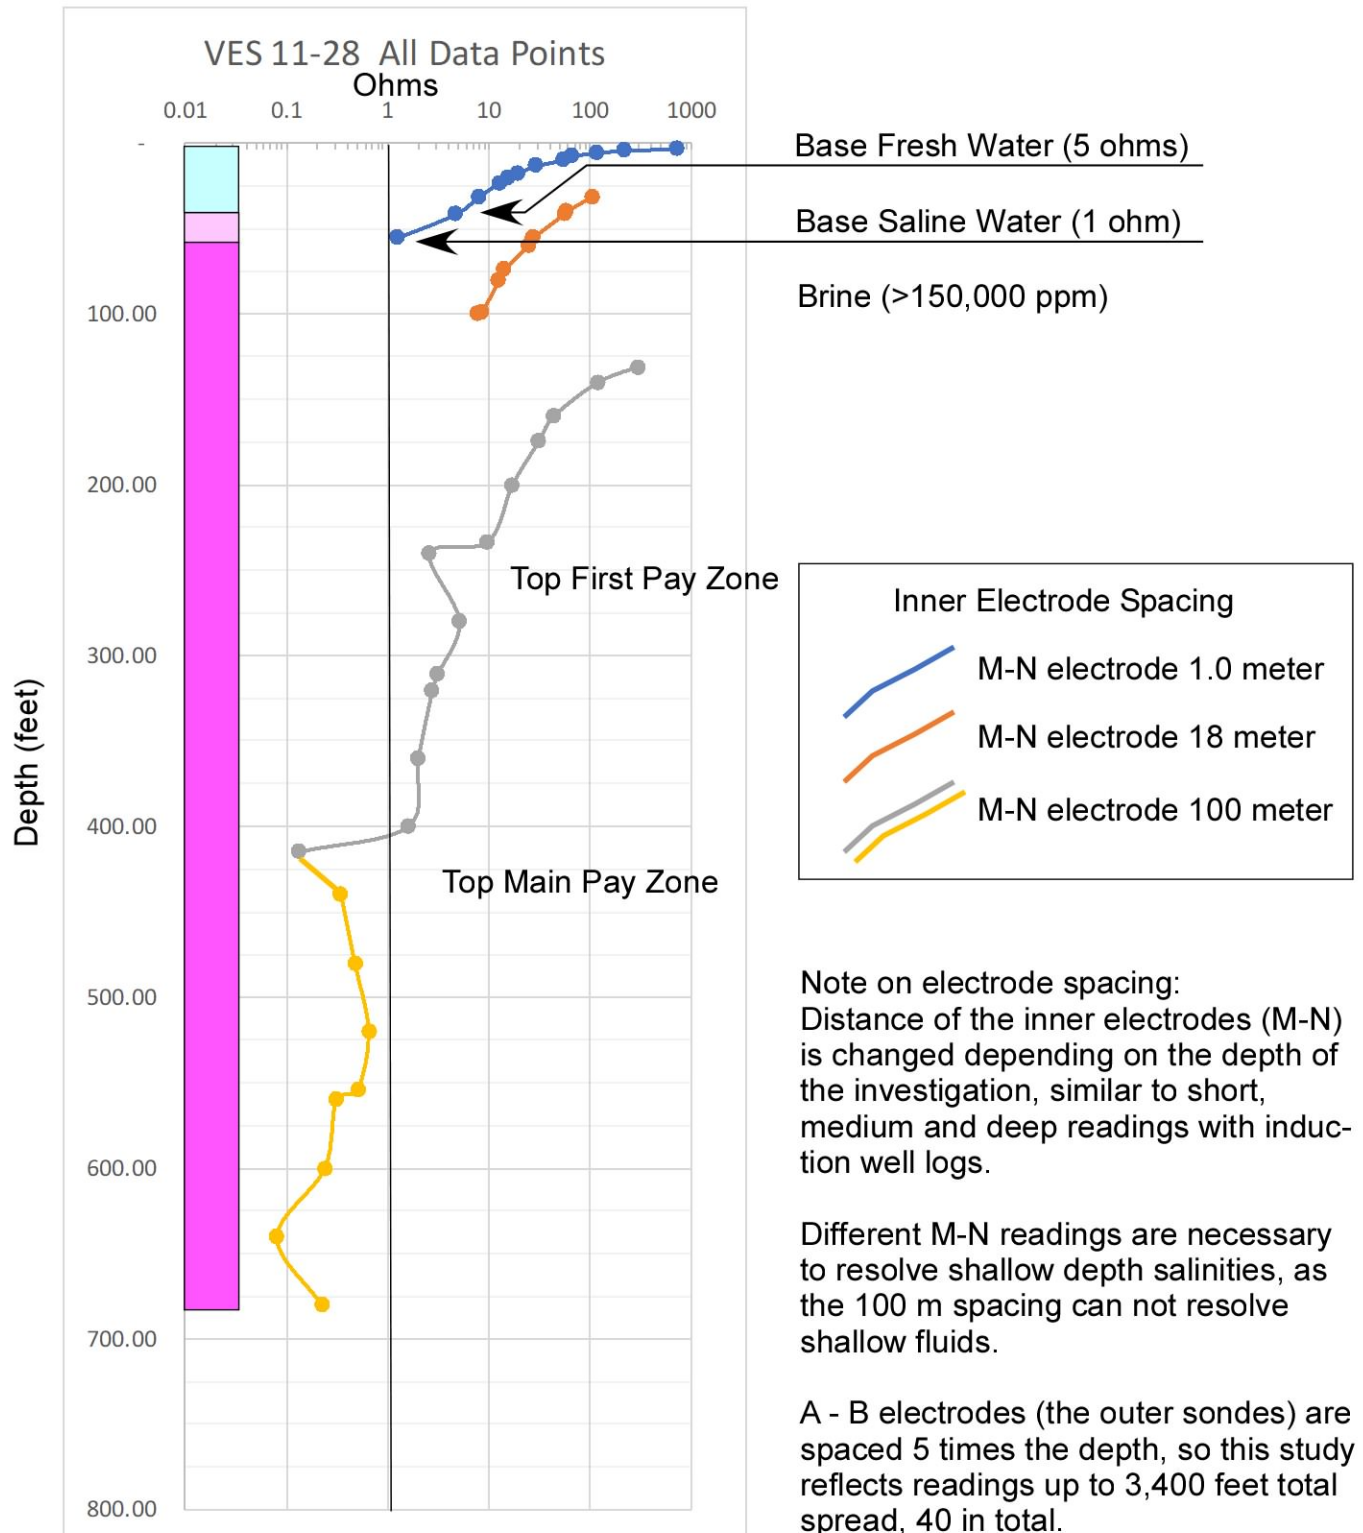 VES 11-28  All Data Points
Ohms
0.01 0.1 1 10 100 1000
-
100.00
200.00
300.00
400.00
500.00
600.00
700.00
800.00
Depth (feet)
Base Fresh Water (5 ohms)
Base Saline Water (1 ohm)
Brine (>150,000 ppm)
Top First Pay Zone
Top Main Pay Zone
Inner Electrode Spacing
M-N electrode 1.0 meter
M-N electrode 18 meter
M-N electrode 100 meter
Note on electrode spacing:
Distance of the inner electrodes (M-N)
is changed depending on the depth of
the investigation, similar to short,
medium and deep readings with induc-
tion well logs.
Different M-N readings are necessary
to resolve shallow depth salinities, as
the 100 m spacing can not resolve
shallow fluids.
A - B electrodes (the outer sondes) are
spaced 5 times the depth, so this study
reflects readings up to 3,400 feet total
spread, 40 in total.